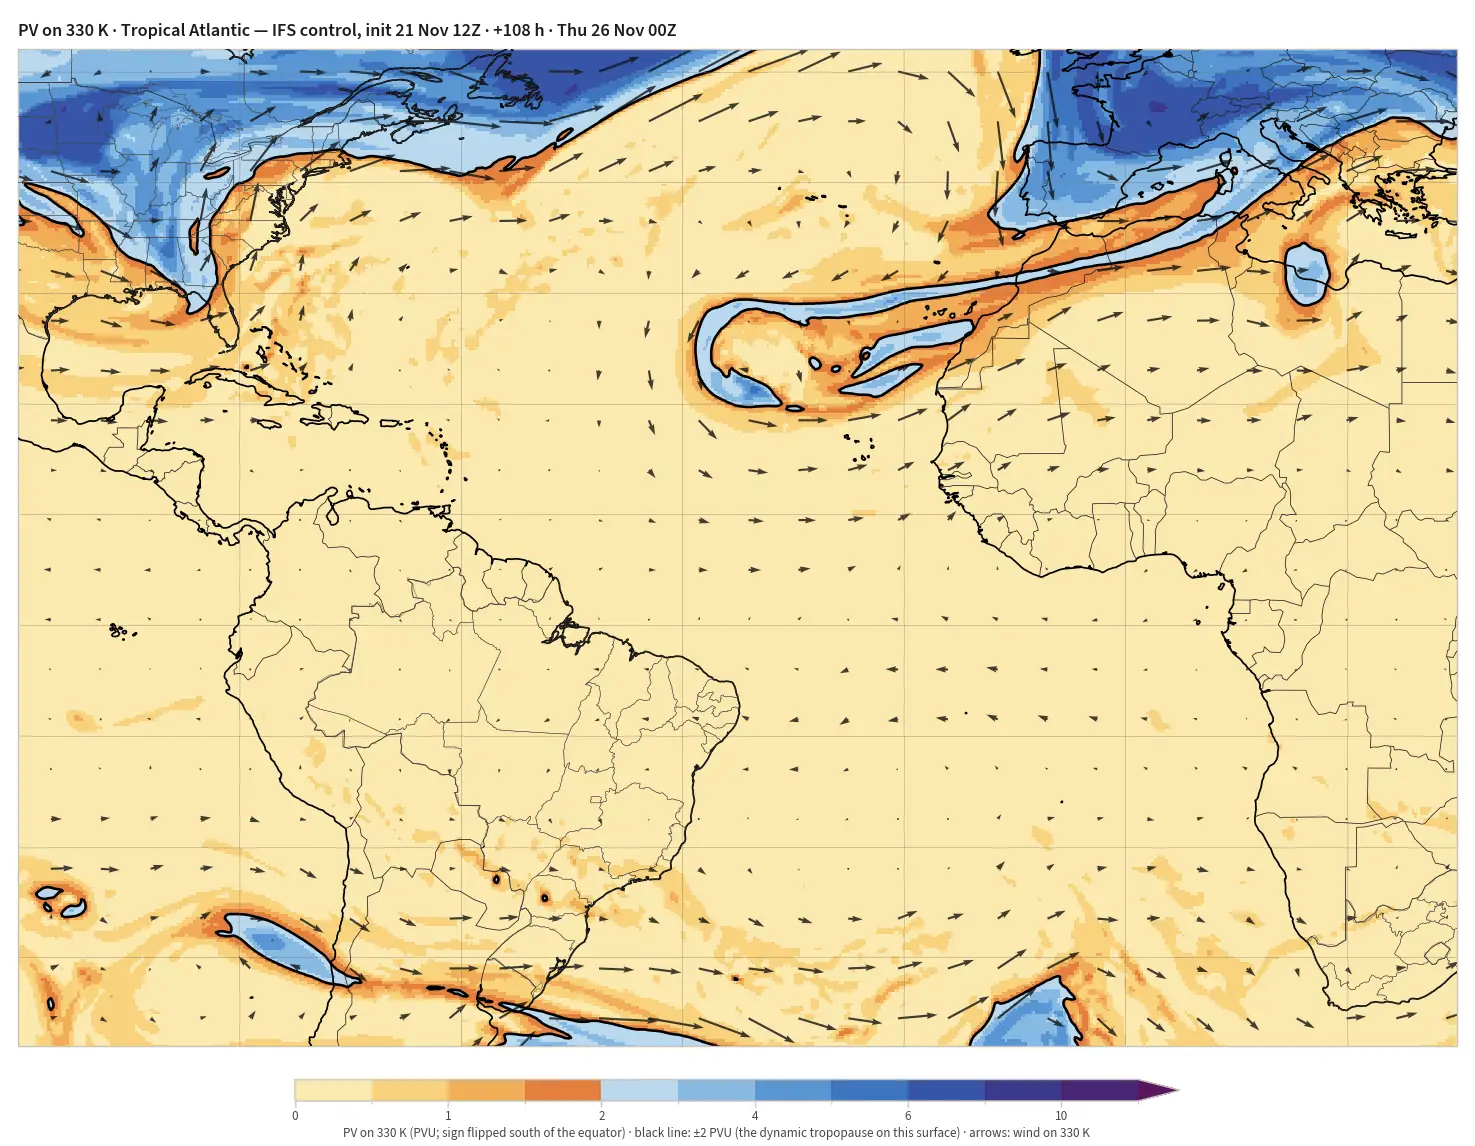 PV on 330 K · Tropical Atlantic — IFS control, init 21 Nov 12Z · +108 h · Thu 26 Nov 00Z
0 1 2 4 6 10
PV on 330 K (PVU; sign flipped south of the equator) · black line: ±2 PVU (the dynamic tropopause on this surface) · arrows: wind on 330 K